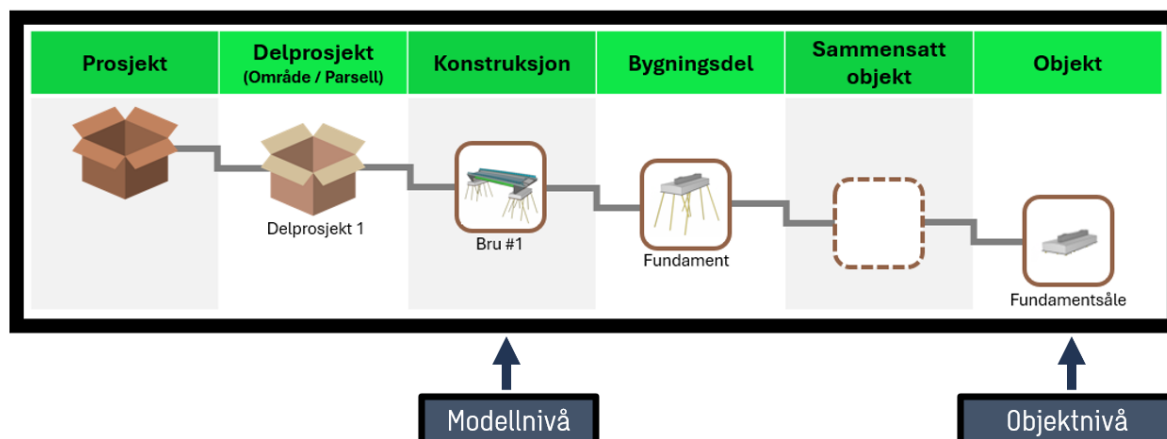 Prosjekt
Delprosjekt
(Område / Parsell)
Konstruksjon
Bygningsdel
Sammensatt
objekt
Objekt
Delprosjekt 1
Bru #1
Fundament
Fundamentsåle
Modellnivå
Objektnivå